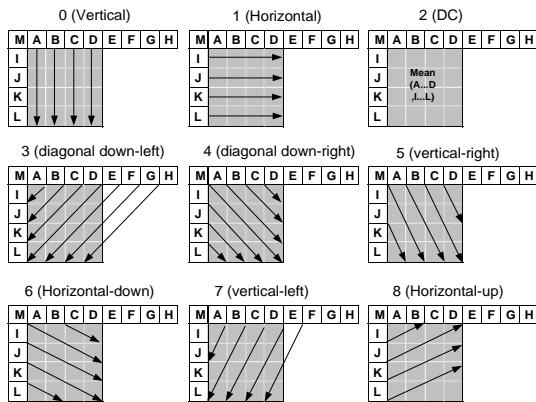 0 (Vertical)
1 (Horizontal)
2 (DC)
M A B C D E F G H
M A B C D E F G H
M A B C D E F G H
I
J
K
L
I
J
K
L
I
J
K
L
Mean
(A...D
,I...L)
3 (diagonal down-left)
4 (diagonal down-right)
5 (vertical-right)
M A B C D E F G H
M A B C D E F G H
M A B C D E F G H
I
J
K
L
I
J
K
L
I
J
K
L
6 (Horizontal-down)
7 (vertical-left)
8 (Horizontal-up)
M A B C D E F G H
M A B C D E F G H
M A B C D E F G H
I
J
K
L
I
J
K
L
I
J
K
L